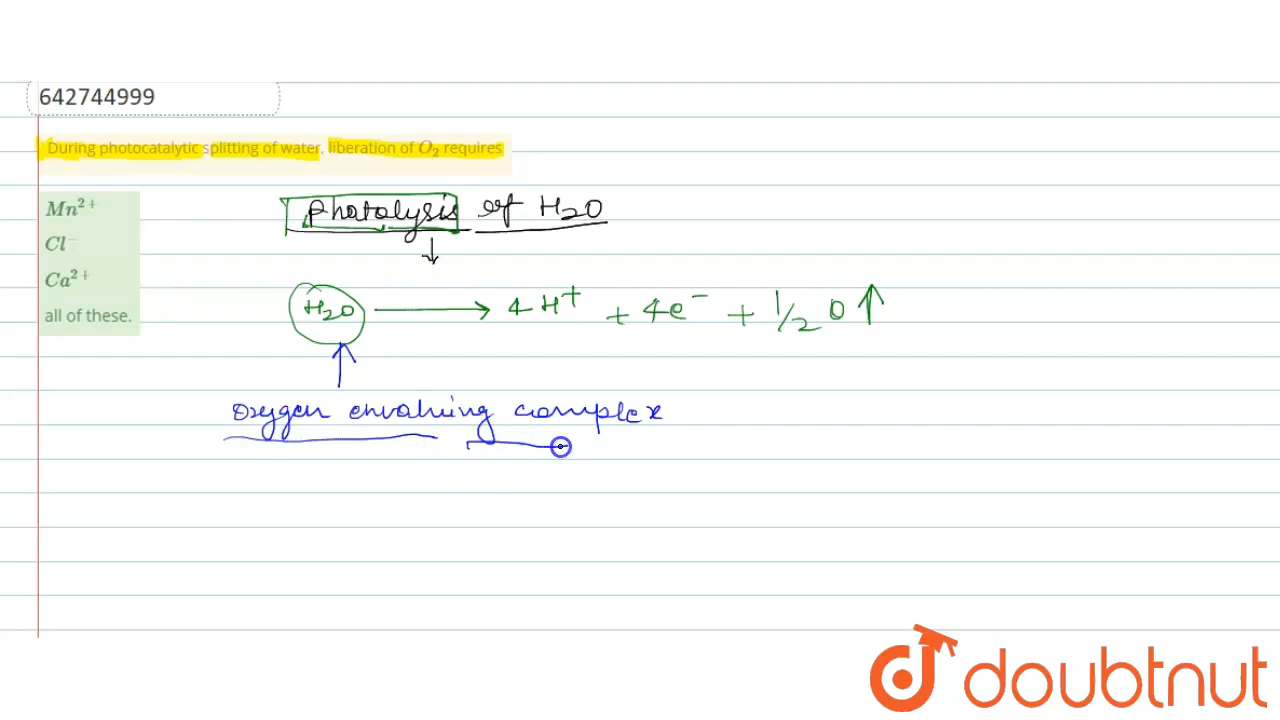 642744999
During photocatalytic splitting of water, liberation of O₂ requires
Mn²⁺
Cl⁻
Ca²⁺
all of these.
Photolysis of H₂O
↓
H₂O ⟶ 4H⁺ + 4e⁻ + 1/2 O ↑
↑
oxygen envolving complex
doubtnut